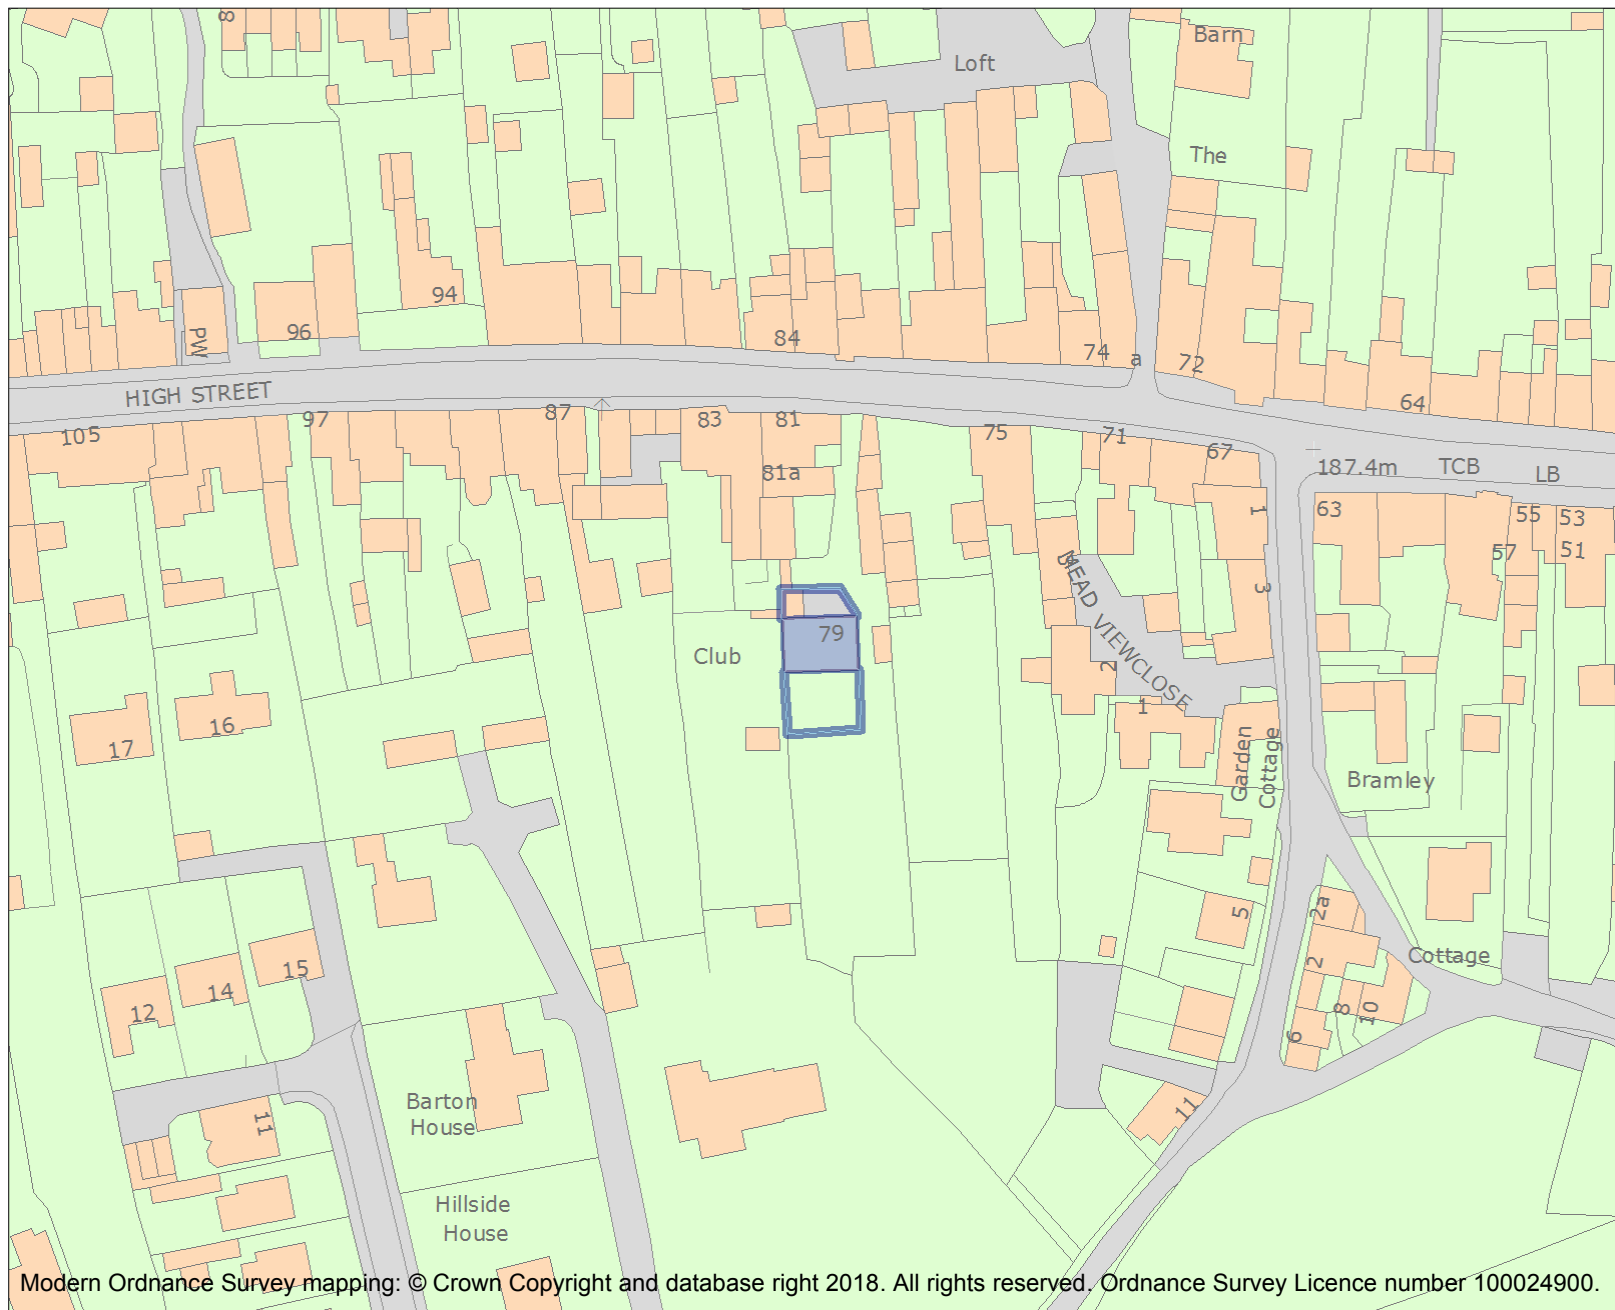 8
Barn
Loft
The
94
96
84
PW
74
a
72
64
HIGH STREET
105
97
87
83
81
75
71
67
81a
187.4m
TCB
LB
1
63
55
53
57
51
3
MEAD VIEWCLOSE
79
Club
2
1
16
17
Garden
Cottage
Bramley
5
2a
2
Cottage
15
14
12
8
10
6
11
Barton
House
11
Hillside
House
Modern Ordnance Survey mapping: © Crown Copyright and database right 2018. All rights reserved. Ordnance Survey Licence number 100024900.